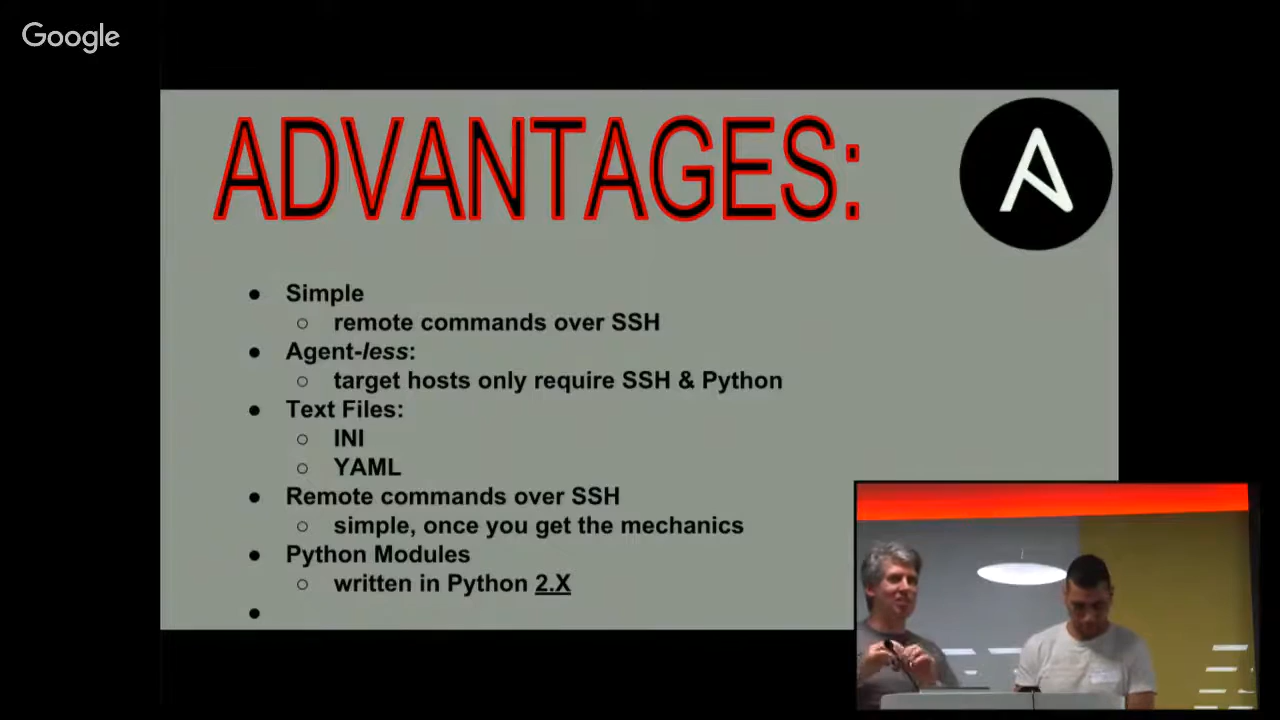 Google
ADVANTAGES:
● Simple
○ remote commands over SSH
● Agent-less:
○ target hosts only require SSH & Python
● Text Files:
○ INI
○ YAML
● Remote commands over SSH
○ simple, once you get the mechanics
● Python Modules
○ written in Python 2.X
●